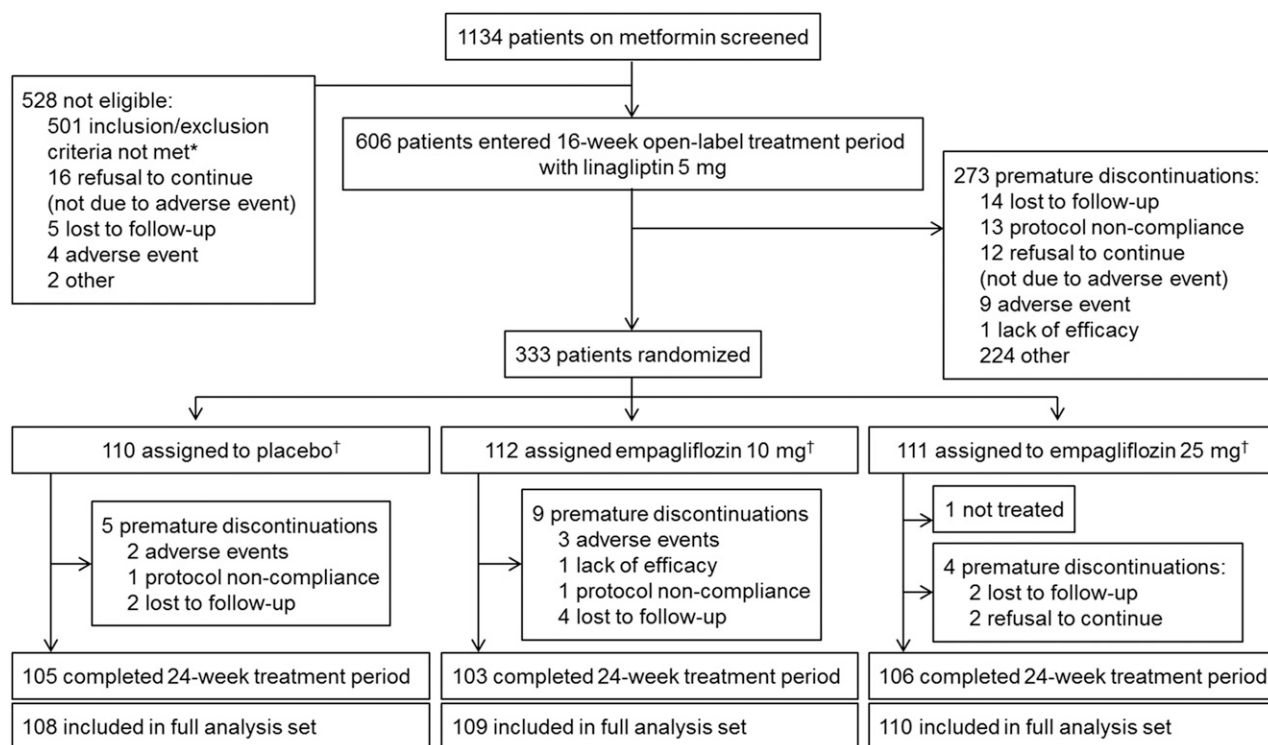 1134 patients on metformin screened
528 not eligible:
501 inclusion/exclusion
criteria not met*
16 refusal to continue
(not due to adverse event)
5 lost to follow-up
4 adverse event
2 other
606 patients entered 16-week open-label treatment period
with linagliptin 5 mg
273 premature discontinuations:
14 lost to follow-up
13 protocol non-compliance
12 refusal to continue
(not due to adverse event)
9 adverse event
1 lack of efficacy
224 other
333 patients randomized
110 assigned to placebo†
112 assigned empagliflozin 10 mg†
111 assigned to empagliflozin 25 mg†
5 premature discontinuations
2 adverse events
1 protocol non-compliance
2 lost to follow-up
9 premature discontinuations
3 adverse events
1 lack of efficacy
1 protocol non-compliance
4 lost to follow-up
1 not treated
4 premature discontinuations:
2 lost to follow-up
2 refusal to continue
105 completed 24-week treatment period
103 completed 24-week treatment period
106 completed 24-week treatment period
108 included in full analysis set
109 included in full analysis set
110 included in full analysis set